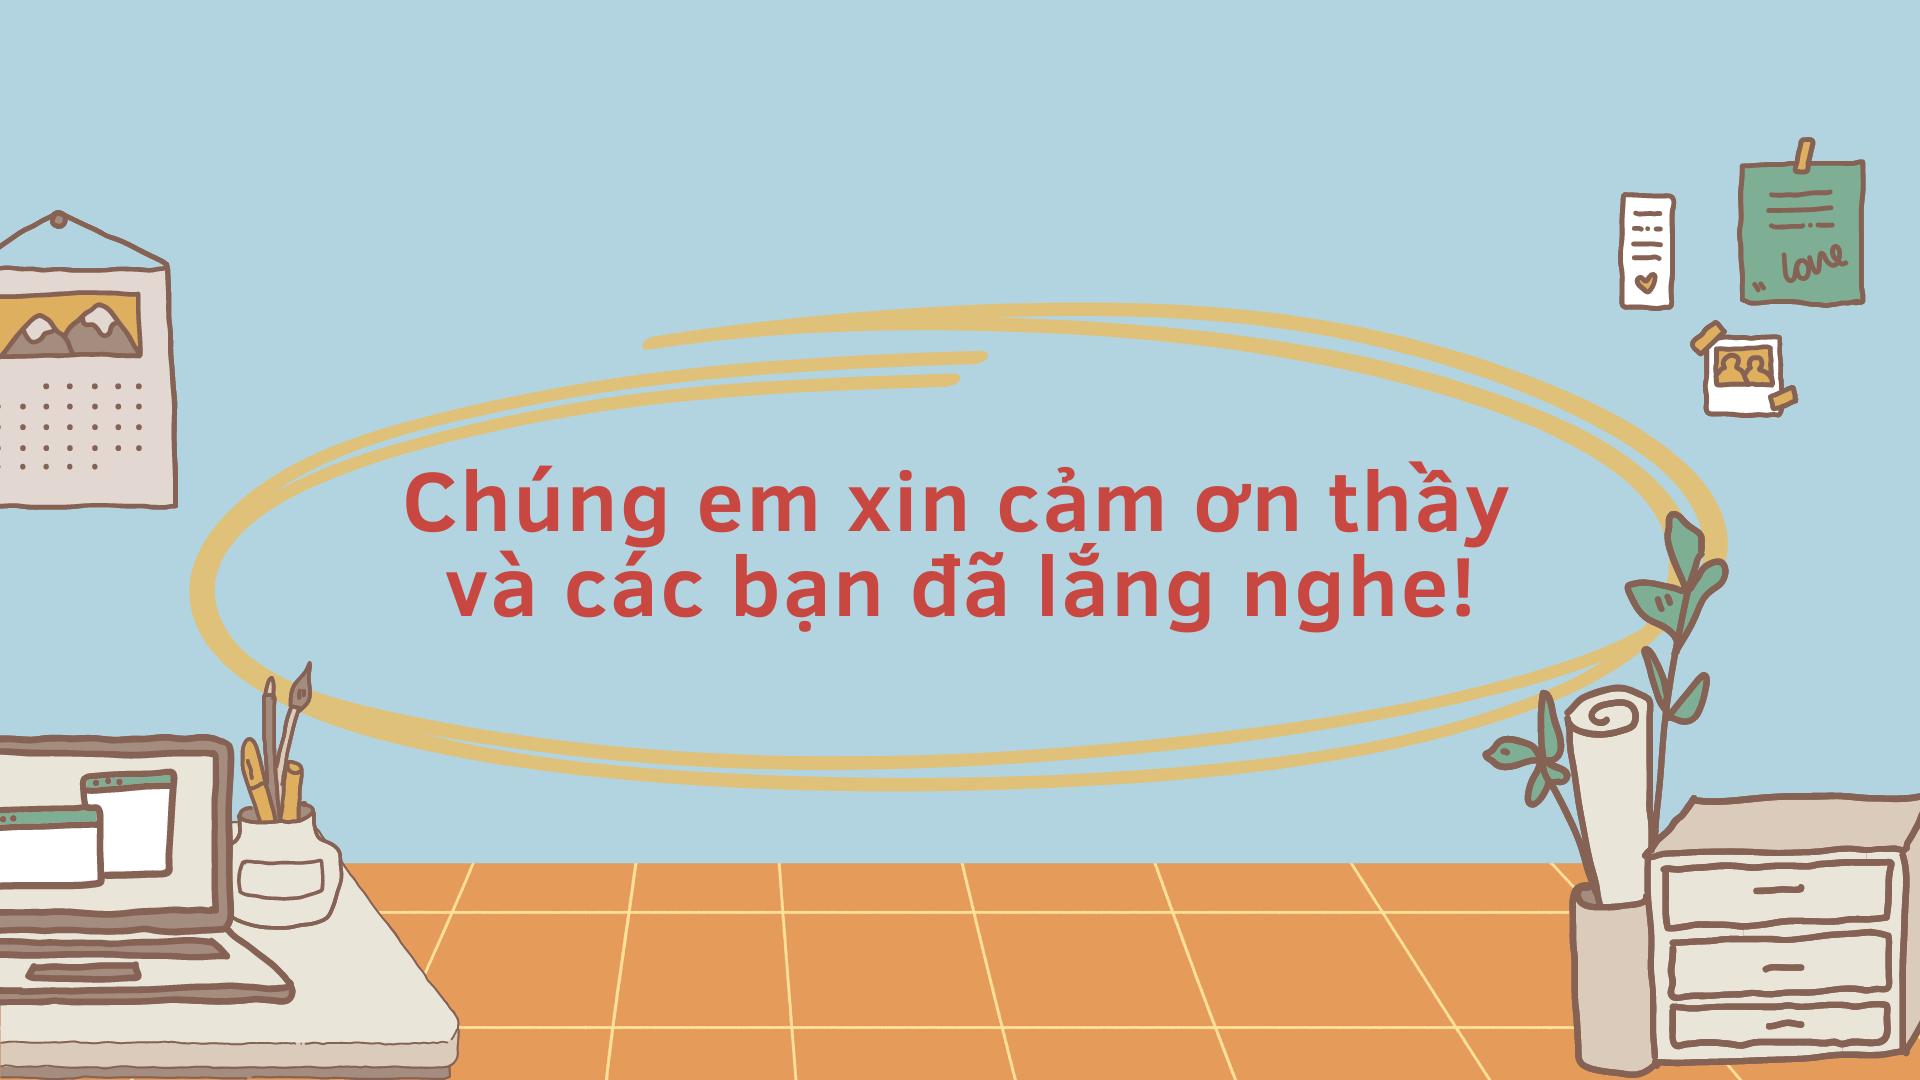 love
Chúng em xin cảm ơn thầy
và các bạn đã lắng nghe!